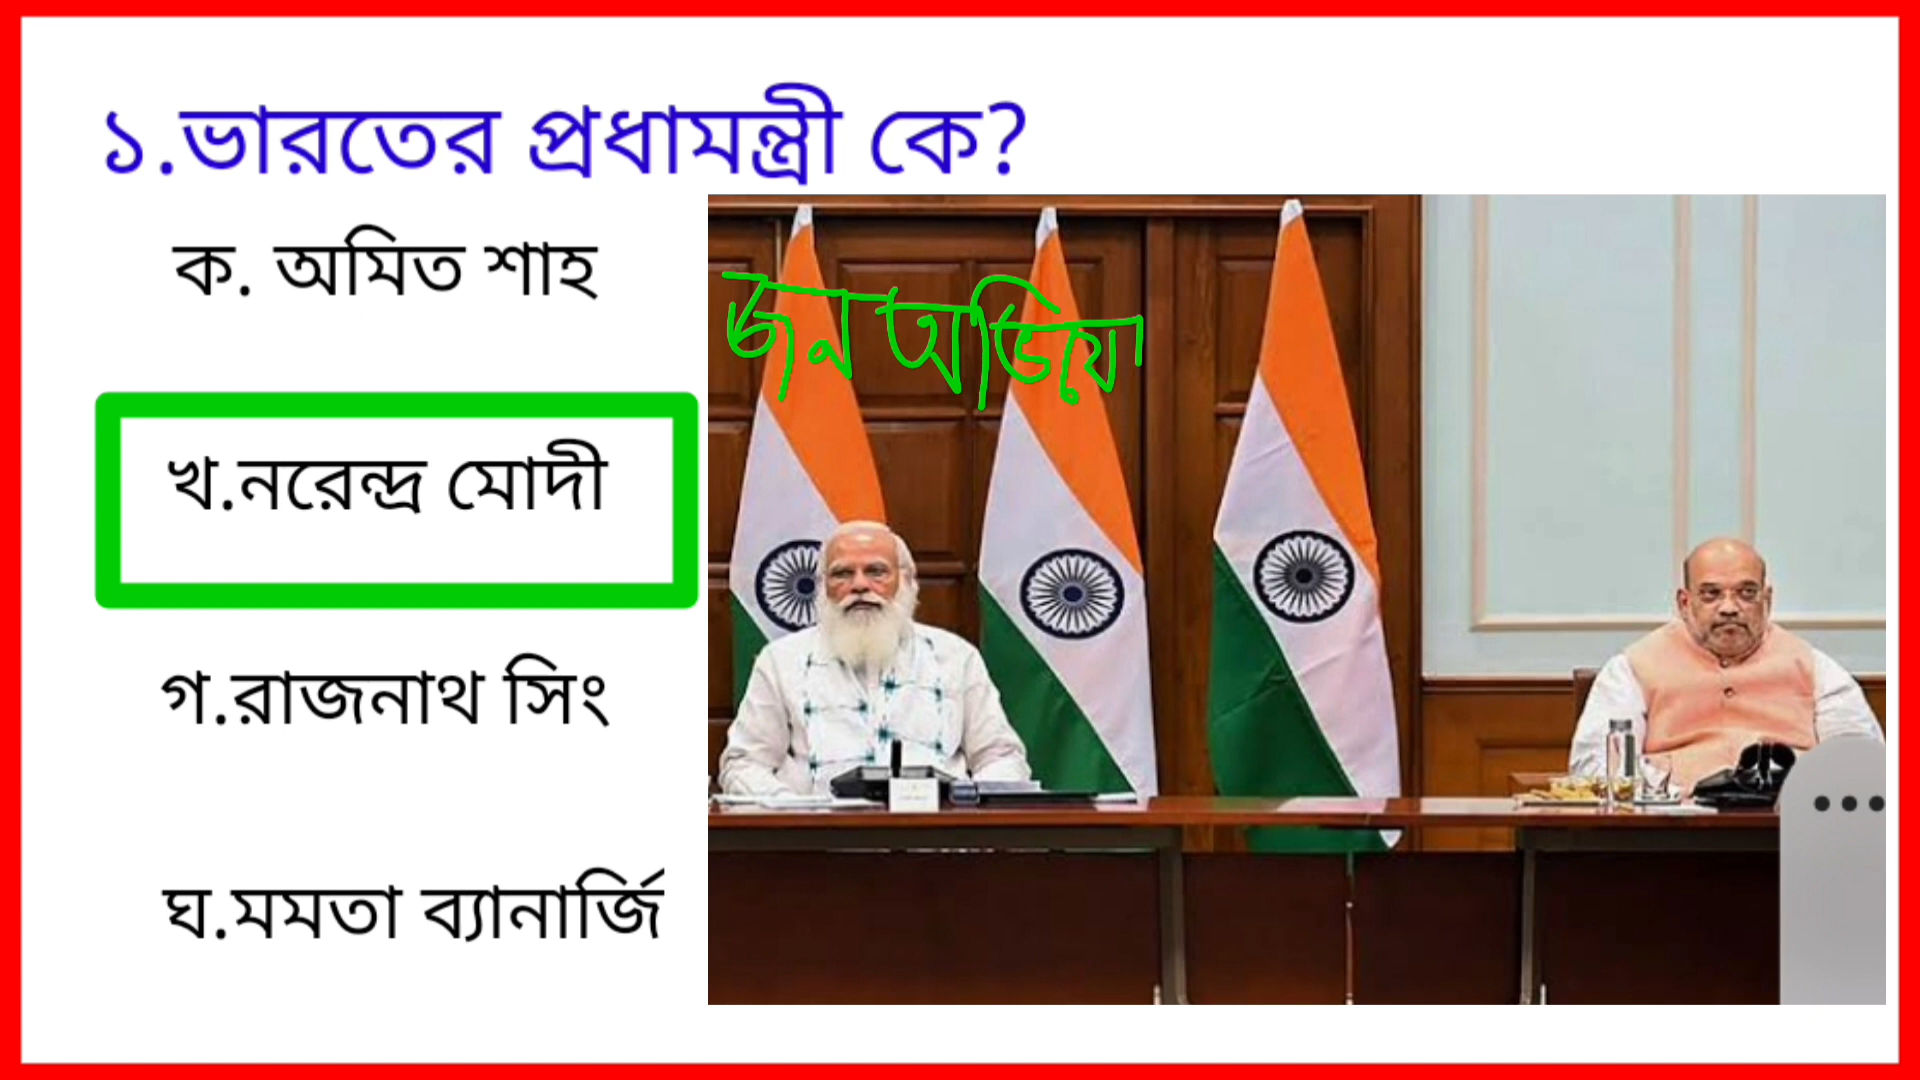 ১.ভারতের প্রধামন্ত্রী কে?
ক. অমিত শাহ
খ.নরেন্দ্র মোদী
গ.রাজনাথ সিং
ঘ.মমতা ব্যানার্জি
জন অভিযো